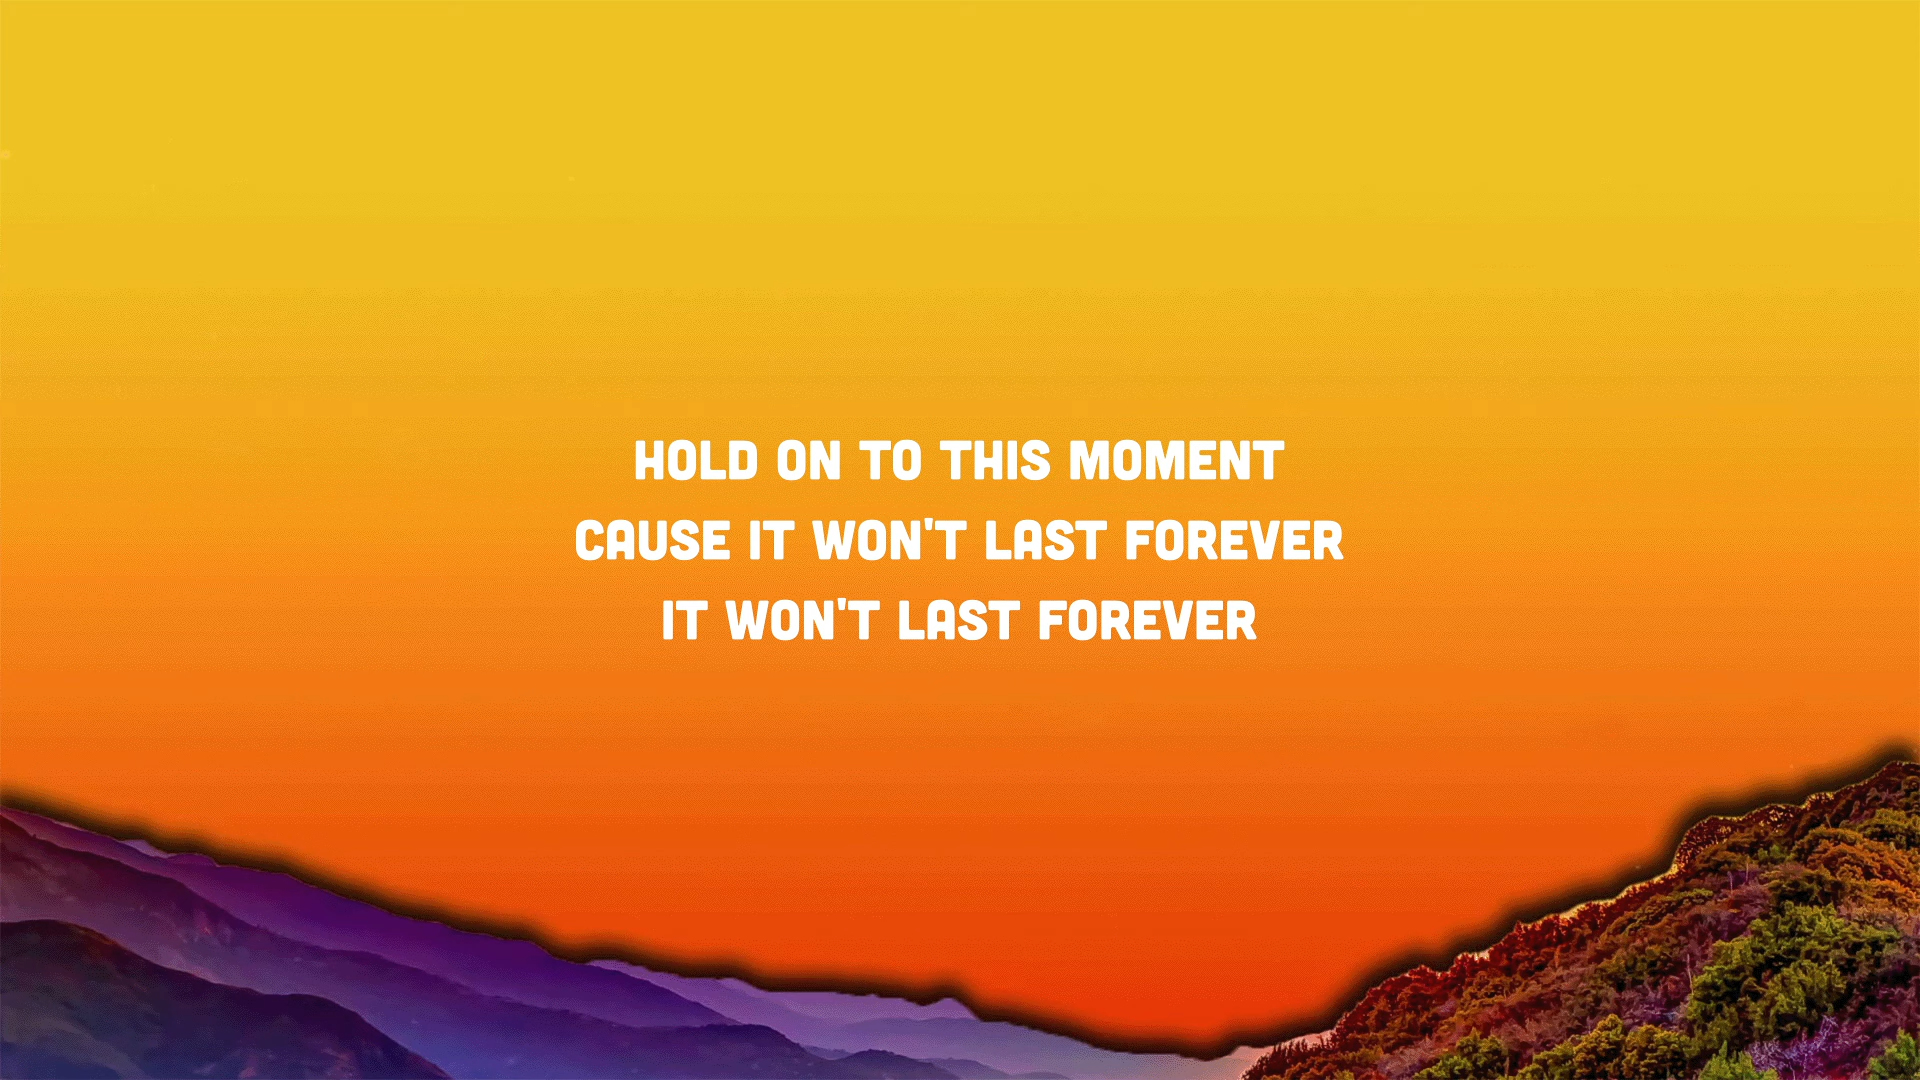 HOLD ON TO THIS MOMENT
CAUSE IT WON'T LAST FOREVER
IT WON'T LAST FOREVER